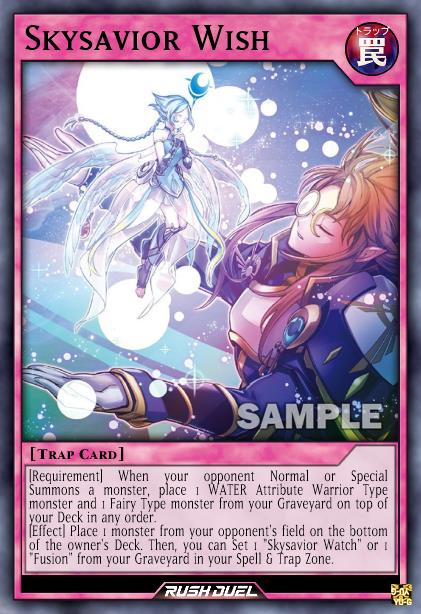 Skysavior Wish
トラップ
罠
SAMPLE
[Trap Card]
[Requirement] When your opponent Normal or Special
Summons a monster, place 1 WATER Attribute Warrior Type
monster and 1 Fairy Type monster from your Graveyard on top of
your Deck in any order.
[Effect] Place 1 monster from your opponent's field on the bottom
of the owner's Deck. Then, you can Set 1 "Skysavior Watch" or 1
"Fusion" from your Graveyard in your Spell & Trap Zone.
RUSH DUEL